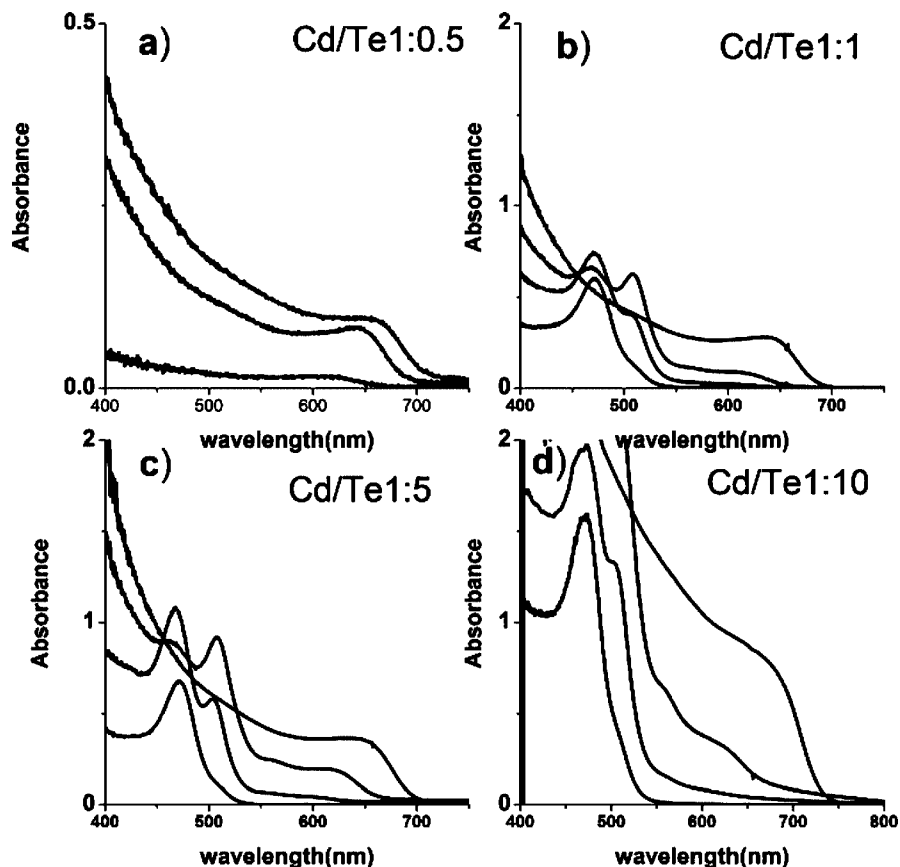 a)
Cd/Te1:0.5
0.5
0.0
Absorbance
400
500
600
700
wavelength(nm)
b)
Cd/Te1:1
2
1
0
Absorbance
400
500
600
700
wavelength(nm)
c)
Cd/Te1:5
2
1
0
Absorbance
400
500
600
700
wavelength(nm)
d)
Cd/Te1:10
2
1
0
Absorbance
400
500
600
700
800
wavelength(nm)